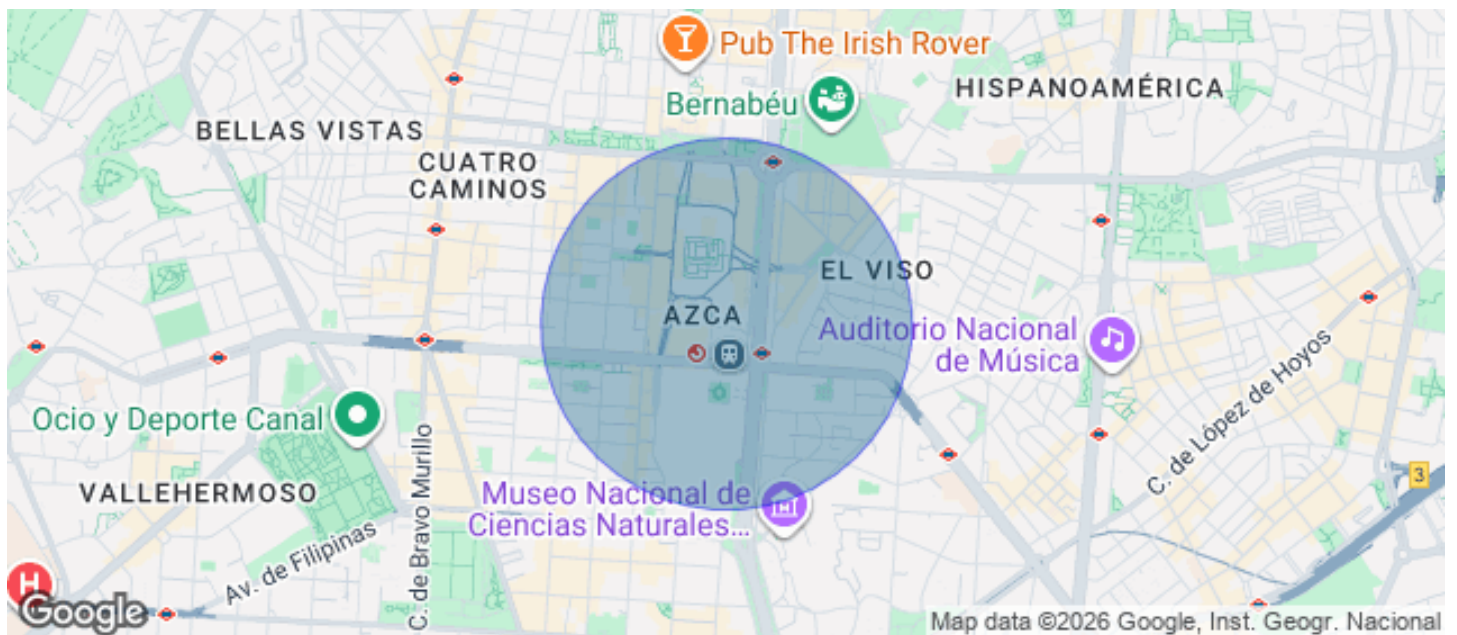 Pub The Irish Rover
HISPANOAMÉRICA
Bernabéu
BELLAS VISTAS
CUATRO
CAMINOS
EL VISO
AZCA
Auditorio Nacional
de Música
Ocio y Deporte Canal
C. de López de Hoyos
C. de Bravo Murillo
3
VALLEHERMOSO
Museo Nacional de
Ciencias Naturales...
Av. de Filipinas
H
Google
Map data ©2026 Google, Inst. Geogr. Nacional